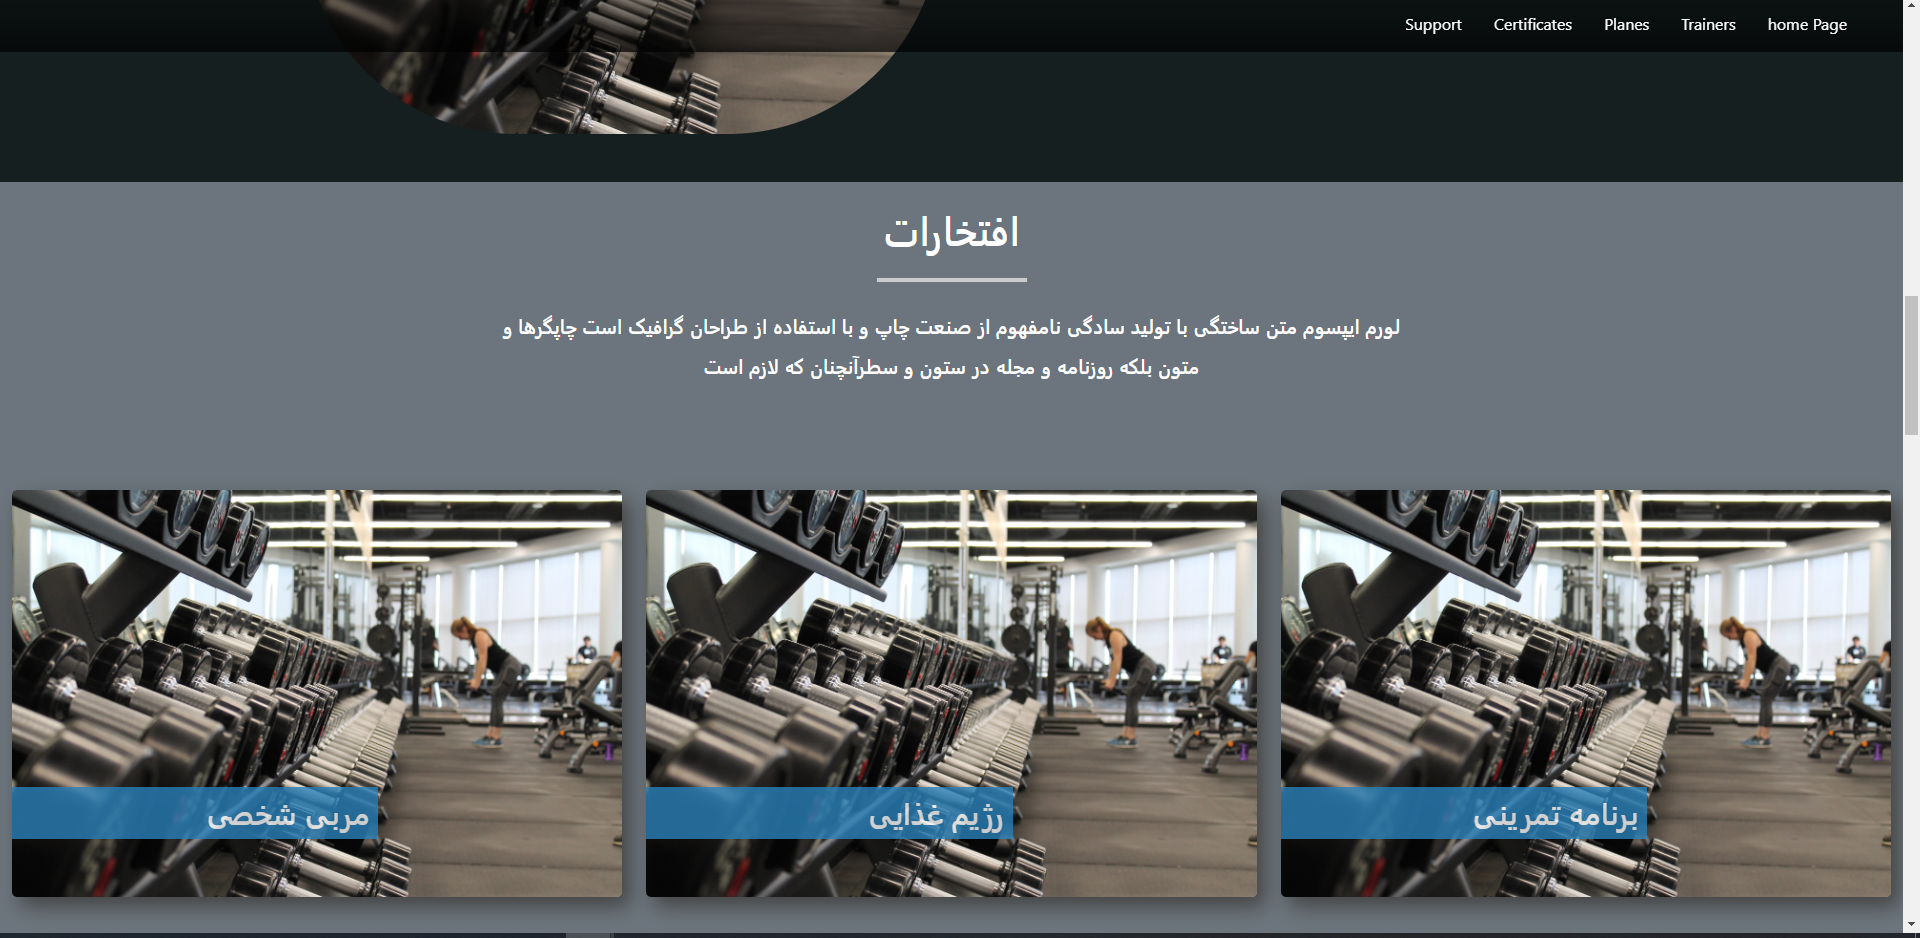 Support Certificates Planes Trainers home Page
افتخارات
لورم ایپسوم متن ساختگی با تولید سادگی نامفهوم از صنعت چاپ و با استفاده از طراحان گرافیک است چاپگرها و
متون بلکه روزنامه و مجله در ستون و سطرآنچنان که لازم است
برنامه تمرینی
رژیم غذایی
مربی شخصی